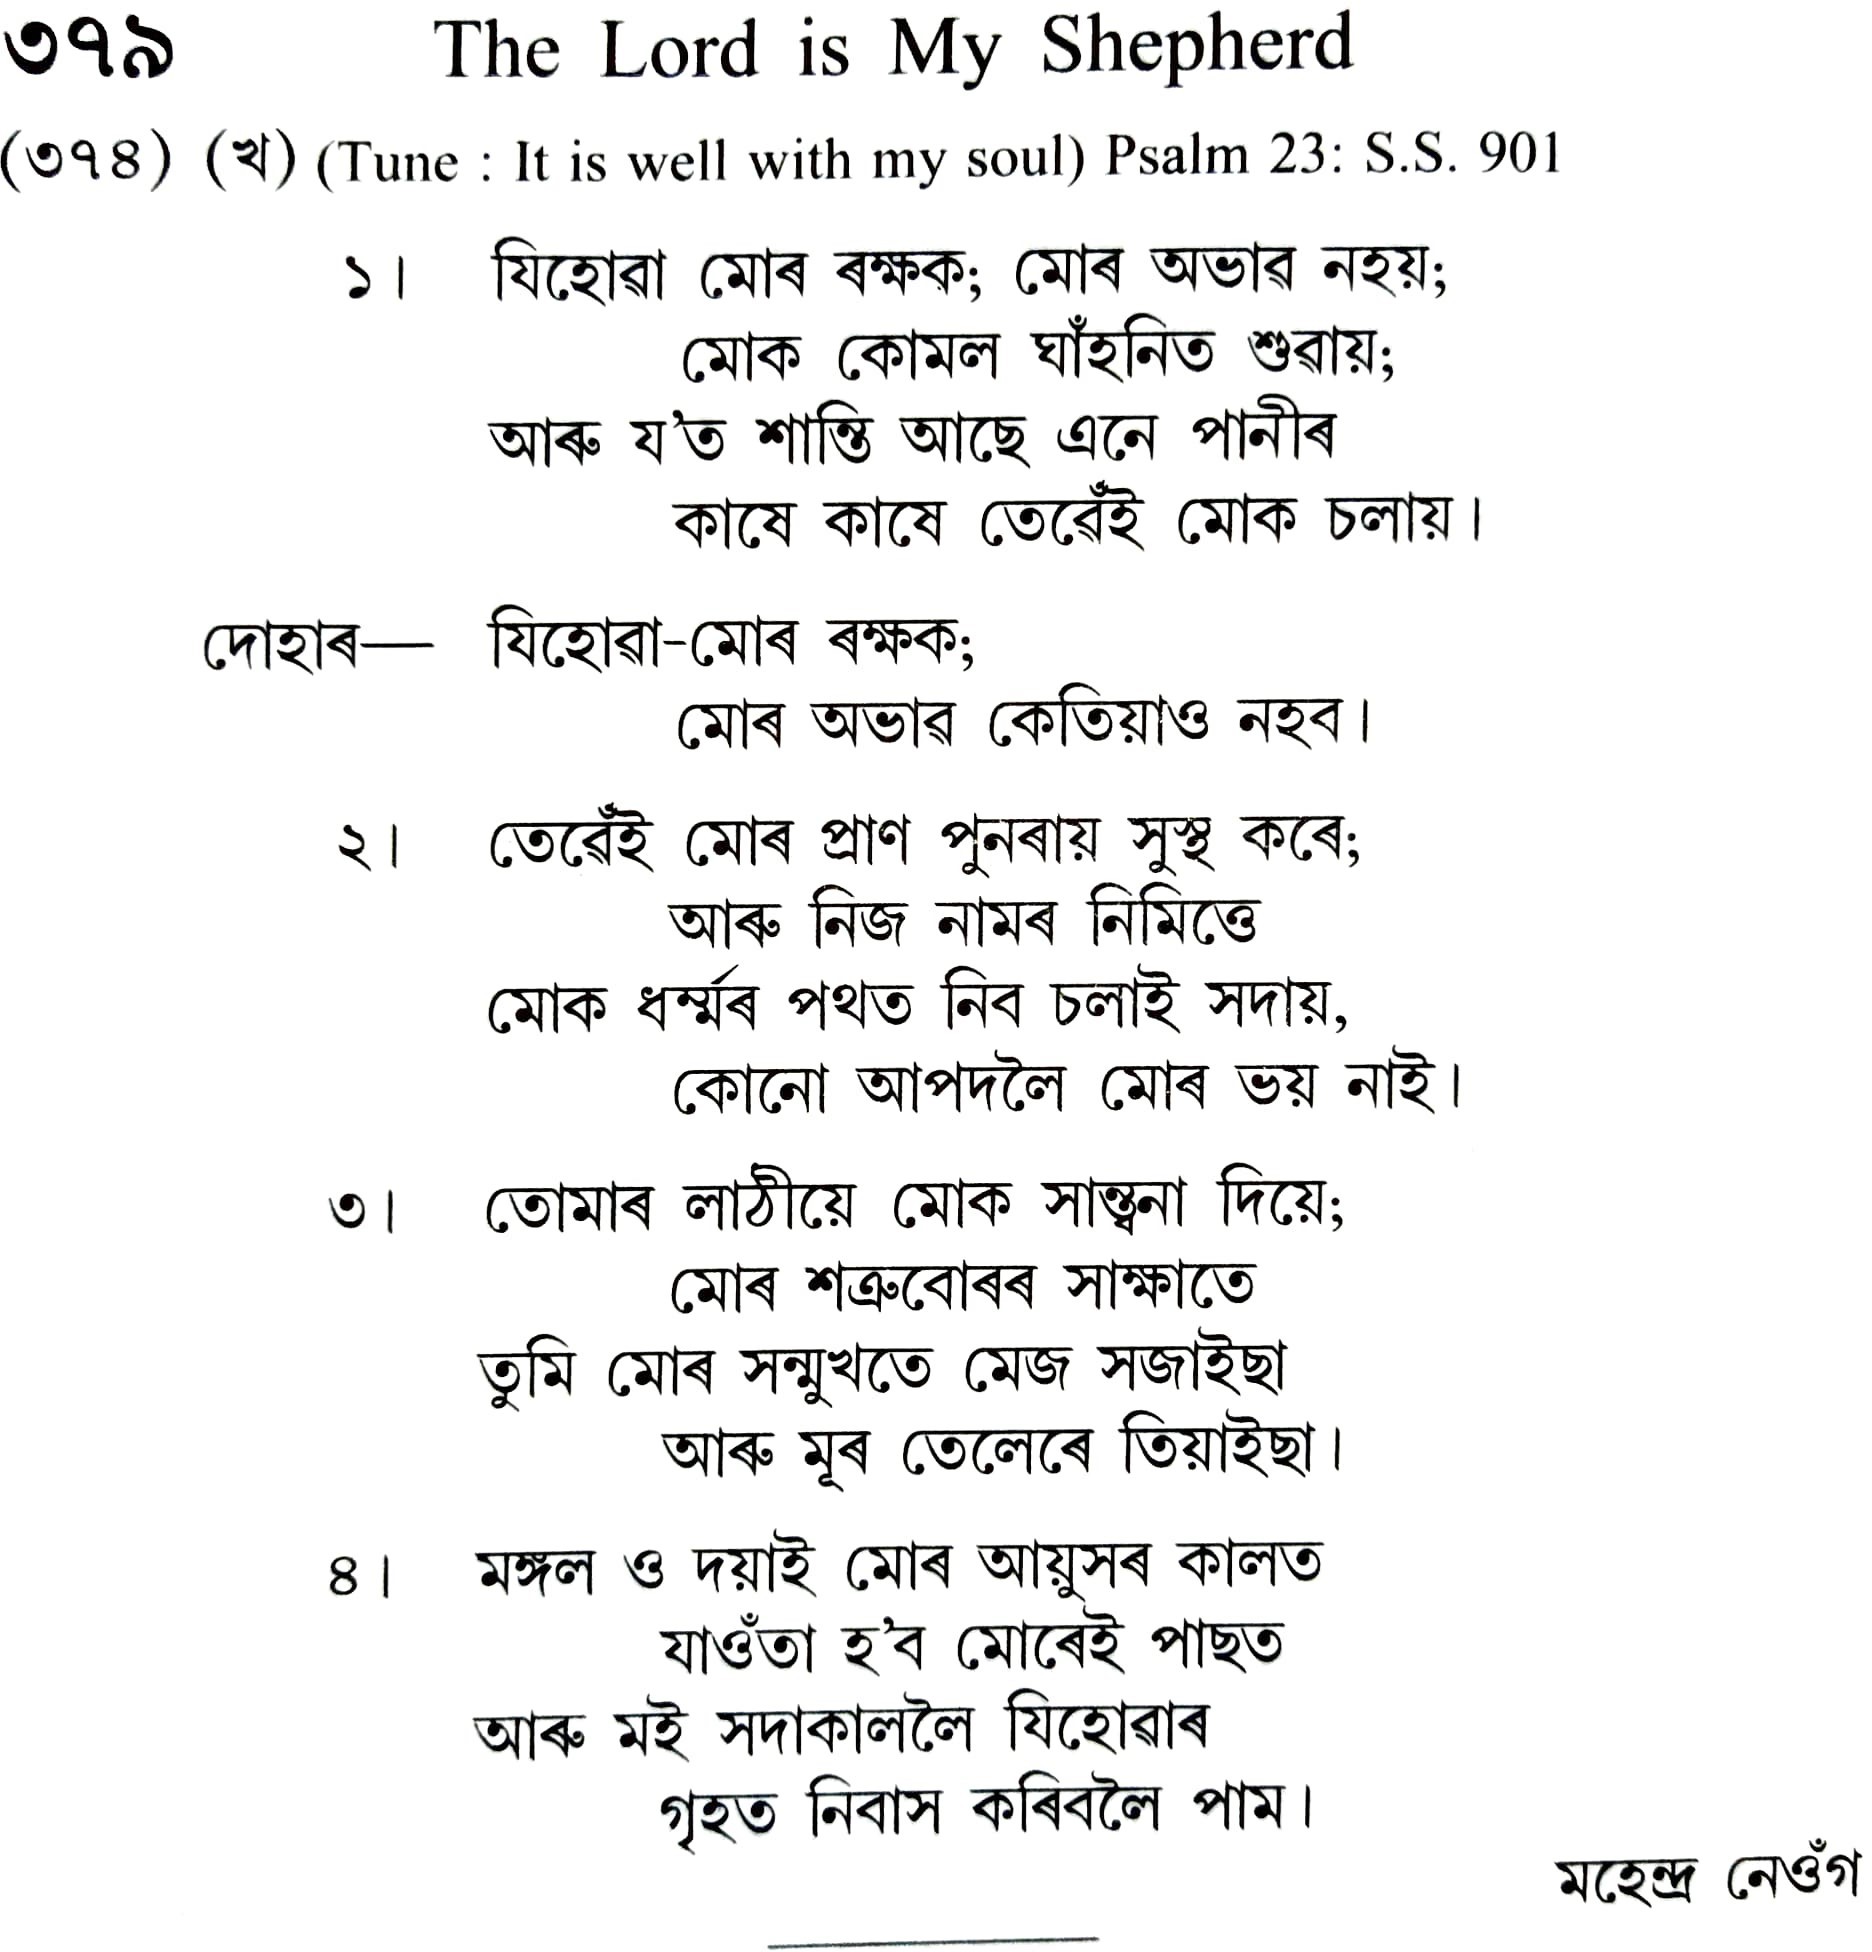 ৩৭৯ The Lord is My Shepherd
(৩৭৪) (খ) (Tune : It is well with my soul) Psalm 23: S.S. 901
১। যিহোৱা মোৰ ৰক্ষক; মোৰ অভাৱ নহয়;
মোক কোমল ঘাঁহনিত শুৱায়;
আৰু য'ত শান্তি আছে এনে পানীৰ
কাষে কাষে তেৱেঁই মোক চলায়।
দোহাৰ— যিহোৱা-মোৰ ৰক্ষক;
মোৰ অভাৱ কেতিয়াও নহব।
২। তেৱেঁই মোৰ প্ৰাণ পুনৰায় সুস্থ কৰে;
আৰু নিজ নামৰ নিমিত্তে
মোক ধৰ্ম্মৰ পথত নিব চলাই সদায়,
কোনো আপদলৈ মোৰ ভয় নাই।
৩। তোমাৰ লাঠীয়ে মোক সান্ত্বনা দিয়ে;
মোৰ শত্ৰুবোৰৰ সাক্ষাতে
তুমি মোৰ সন্মুখতে মেজ সজাইছা
আৰু মূৰ তেলেৰে তিয়াইছা।
৪। মঙ্গল ও দয়াই মোৰ আয়ুসৰ কালত
যাওঁতা হ'ব মোৰেই পাছত
আৰু মই সদাকাললৈ যিহোৱাৰ
গৃহত নিবাস কৰিবলৈ পাম।
মহেন্দ্ৰ নেওঁগ